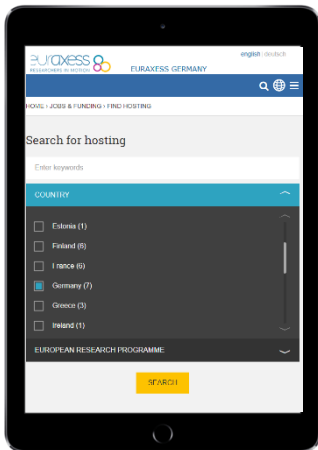 english deutsch
euraxess
RESEARCHERS IN MOTION
EURAXESS GERMANY
HOME › JOBS & FUNDING › FIND HOSTING
Search for hosting
Enter keywords
COUNTRY
Estonia (1)
Finland (6)
France (6)
Germany (7)
Greece (3)
Ireland (1)
EUROPEAN RESEARCH PROGRAMME
SEARCH